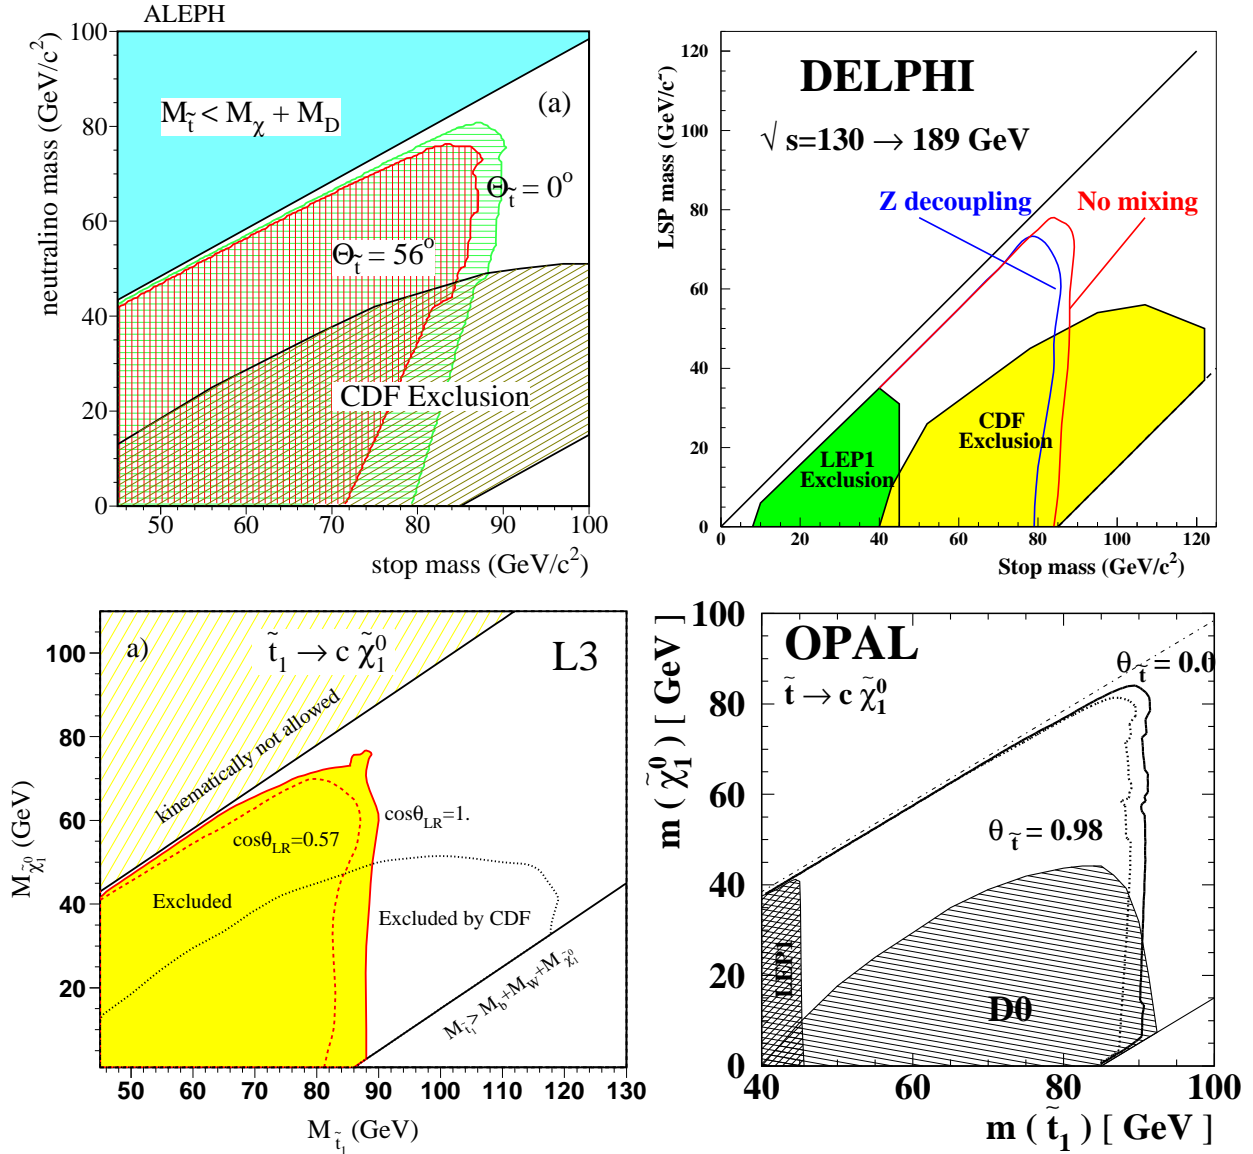 ALEPH
neutralino mass (GeV/c²)
100
80
60
40
20
0
M_t̃ < M_χ + M_D
(a)
Θ_t̃ = 0°
Θ_t̃ = 56°
CDF Exclusion
50 60 70 80 90 100
stop mass (GeV/c²)
LSP mass (GeV/c²)
120
100
80
60
40
20
0
DELPHI
√ s=130 → 189 GeV
Z decoupling
No mixing
CDF
Exclusion
LEP1
Exclusion
0 20 40 60 80 100 120
Stop mass (GeV/c²)
M_χ̃₁⁰ (GeV)
100
80
60
40
20
a)
t̃₁ → c χ̃₁⁰
L3
kinematically not allowed
cosθ_LR=0.57
cosθ_LR=1.
Excluded
Excluded by CDF
M_t̃₁ > M_b+M_W+M_χ̃₁⁰
50 60 70 80 90 100 110 120 130
M_t̃₁ (GeV)
m ( χ̃₁⁰ ) [ GeV ]
100
80
60
40
20
0
OPAL
t̃ → c χ̃₁⁰
θ_t̃ = 0.0
θ_t̃ = 0.98
LEP1
D0
40 60 80 100
m ( t̃₁ ) [ GeV ]